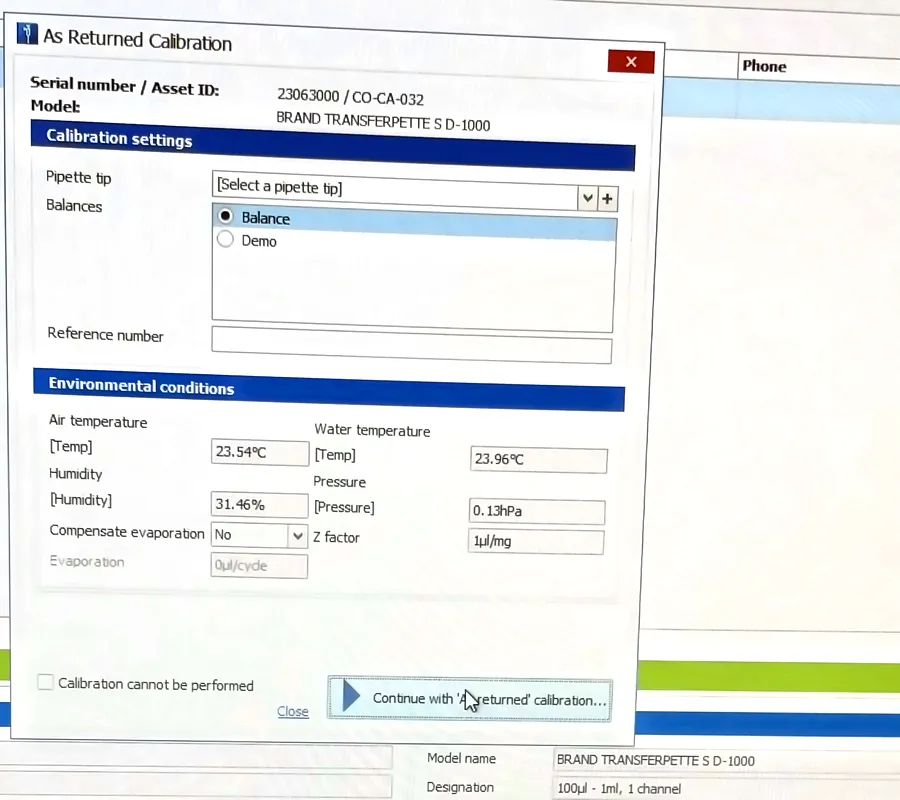 As Returned Calibration
Phone
Serial number / Asset ID: 23063000 / CO-CA-032
Model: BRAND TRANSFERPETTE S D-1000
Calibration settings
Pipette tip [Select a pipette tip]
Balances Balance
Demo
Reference number
Environmental conditions
Air temperature Water temperature
[Temp] 23.54°C [Temp] 23.96°C
Humidity Pressure
[Humidity] 31.46% [Pressure] 0.13hPa
Compensate evaporation No Z factor 1µl/mg
Evaporation 0µl/cycle
Calibration cannot be performed
Close
Continue with 'As returned' calibration...
Model name BRAND TRANSFERPETTE S D-1000
Designation 100µl - 1ml, 1 channel